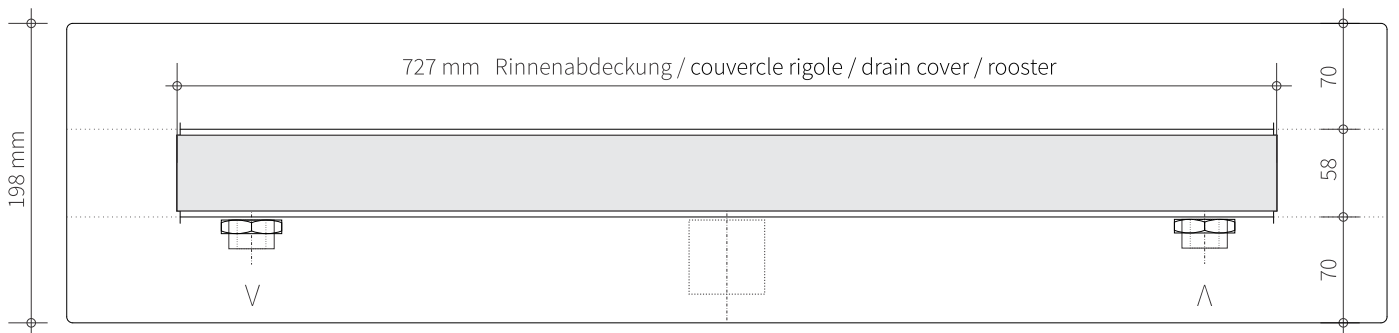 727 mm Rinnenabdeckung / couvercle rigole / drain cover / rooster
70
198 mm
58
70
V
Λ